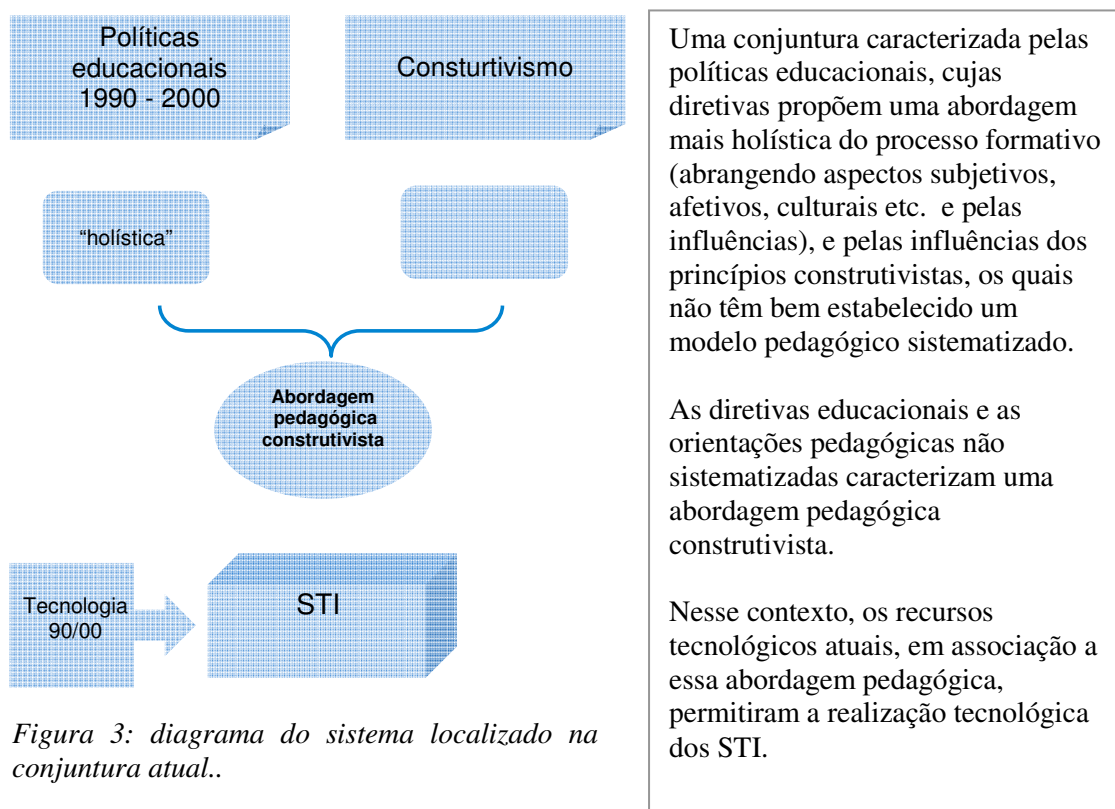 Políticas
educacionais
1990 - 2000
Consturtivismo
“holística”
Abordagem
pedagógica
construtivista
Tecnologia
90/00
STI
Figura 3: diagrama do sistema localizado na
conjuntura atual..
Uma conjuntura caracterizada pelas
políticas educacionais, cujas
diretivas propõem uma abordagem
mais holística do processo formativo
(abrangendo aspectos subjetivos,
afetivos, culturais etc. e pelas
influências), e pelas influências dos
princípios construtivistas, os quais
não têm bem estabelecido um
modelo pedagógico sistematizado.
As diretivas educacionais e as
orientações pedagógicas não
sistematizadas caracterizam uma
abordagem pedagógica
construtivista.
Nesse contexto, os recursos
tecnológicos atuais, em associação a
essa abordagem pedagógica,
permitiram a realização tecnológica
dos STI.